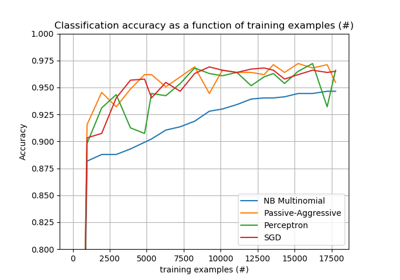 Classification accuracy as a function of training examples (#)
1.000
0.975
0.950
0.925
0.900
0.875
0.850
0.825
0.800
Accuracy
NB Multinomial
Passive-Aggressive
Perceptron
SGD
0 2500 5000 7500 10000 12500 15000 17500
training examples (#)